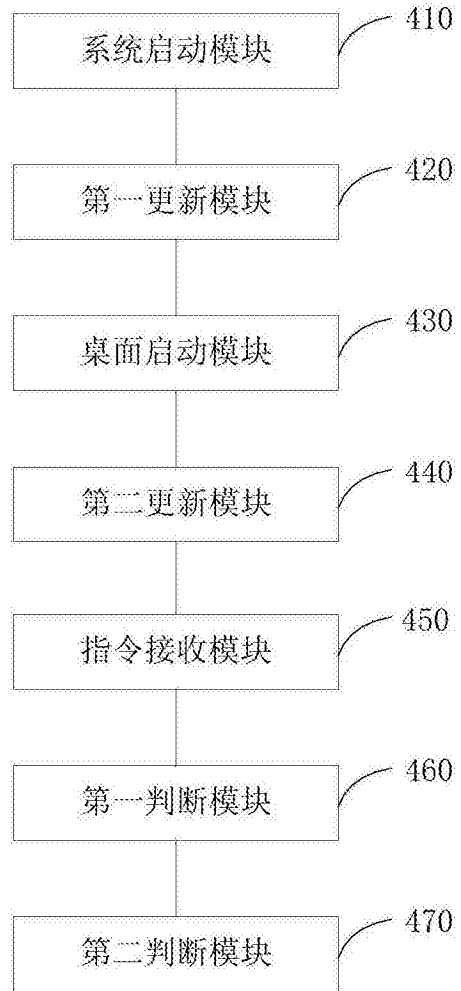 410
系统启动模块
420
第一更新模块
430
桌面启动模块
440
第二更新模块
450
指令接收模块
460
第一判断模块
470
第二判断模块